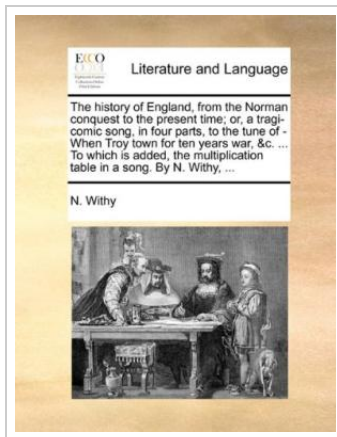 ECCO
Literature and Language
The history of England, from the Norman
conquest to the present time; or, a tragi-
comic song, in four parts, to the tune of -
When Troy town for ten years war, &c. ...
To which is added, the multiplication
table in a song. By N. Withy, ...
N. Withy